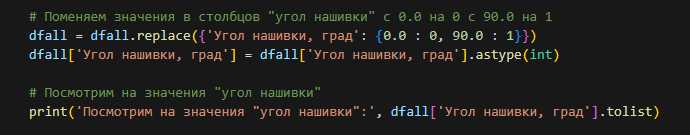 # Поменяем значения в столбцов "угол нашивки" с 0.0 на 0 с 90.0 на 1
dfall = dfall.replace({'Угол нашивки, град': {0.0 : 0, 90.0 : 1}})
dfall['Угол нашивки, град'] = dfall['Угол нашивки, град'].astype(int)
# Посмотрим на значения "угол нашивки"
print('Посмотрим на значения "угол нашивки":', dfall['Угол нашивки, град'].tolist)